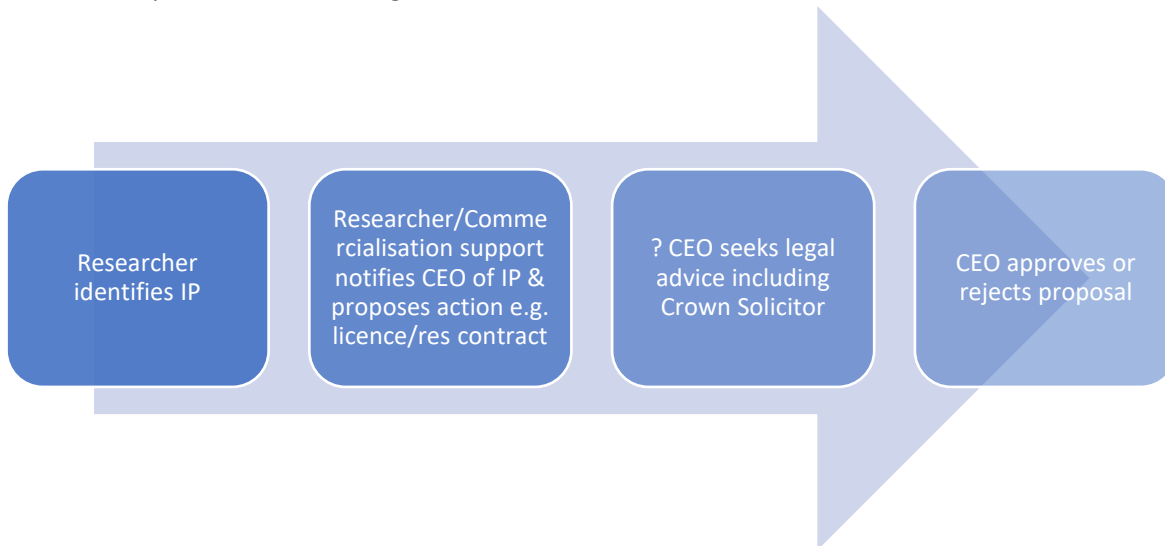 Researcher
identifies IP
Researcher/Comme
rcialisation support
notifies CEO of IP &
proposes action e.g.
licence/res contract
? CEO seeks legal
advice including
Crown Solicitor
CEO approves or
rejects proposal